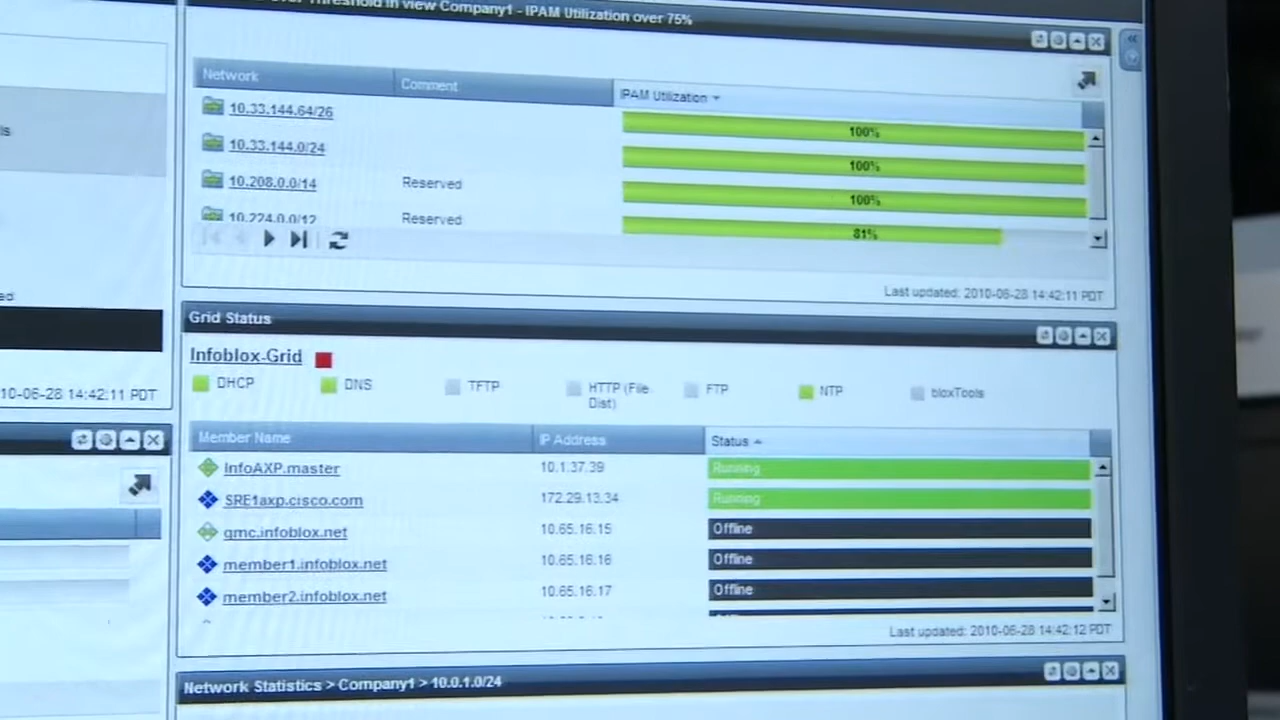 Threshold in view Company1 - IPAM Utilization over 75%
Network Comment IPAM Utilization
10.33.144.64/26 100%
10.33.144.0/24 100%
10.208.0.0/14 Reserved 100%
10.224.0.0/12 Reserved 81%
Last updated: 2010-06-28 14:42:11 PDT
10-06-28 14:42:11 PDT
Grid Status
Infoblox-Grid
DHCP DNS TFTP HTTP (File Dist) FTP NTP bloxTools
Member Name IP Address Status
InfoAXP.master 10.1.37.39 Running
SRE1axp.cisco.com 172.29.13.34 Running
gmc.infoblox.net 10.65.16.15 Offline
member1.infoblox.net 10.65.16.16 Offline
member2.infoblox.net 10.65.16.17 Offline
Last updated: 2010-06-28 14:42:12 PDT
Network Statistics > Company1 > 10.0.1.0/24